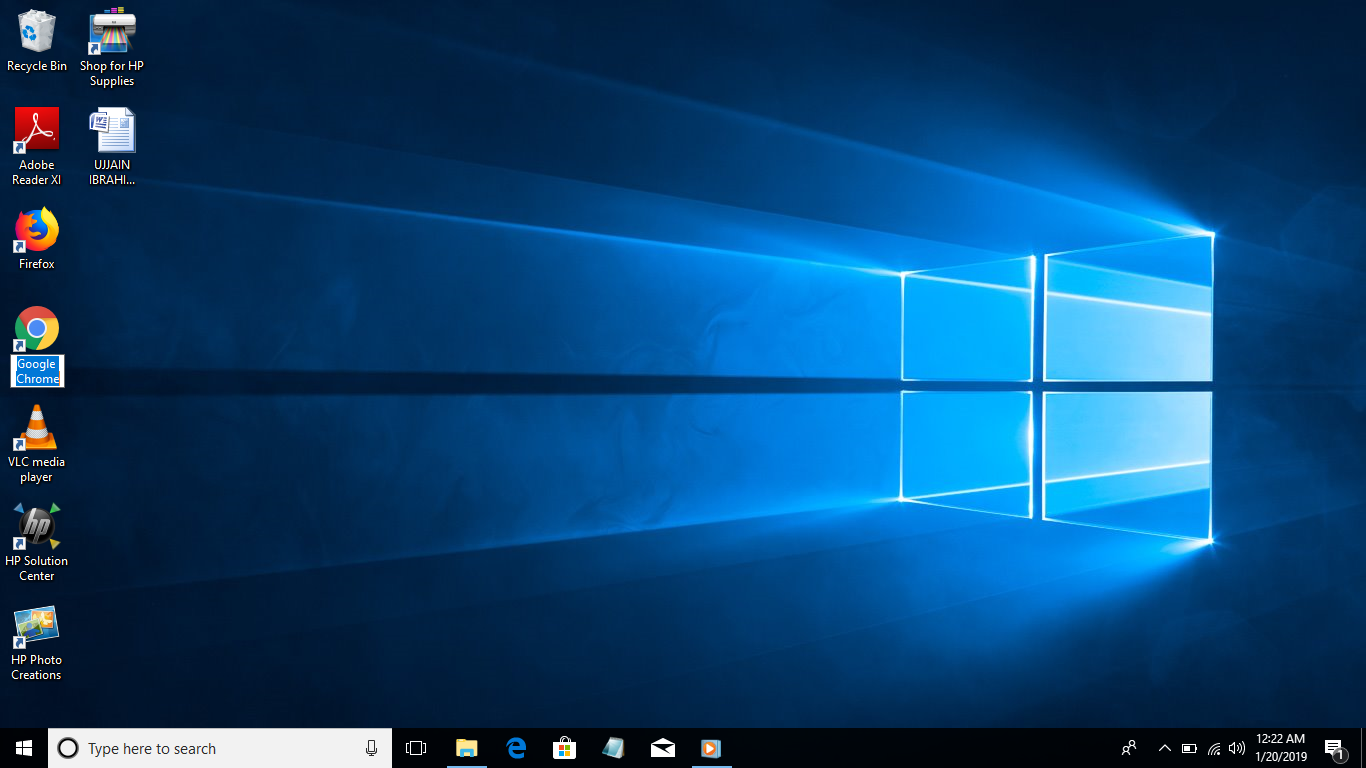 Recycle Bin
Shop for HP
Supplies
Adobe
Reader XI
UJJAIN
IBRAHI...
Firefox
Google
Chrome
VLC media
player
hp
HP Solution
Center
HP Photo
Creations
Type here to search
12:22 AM
1/20/2019
1